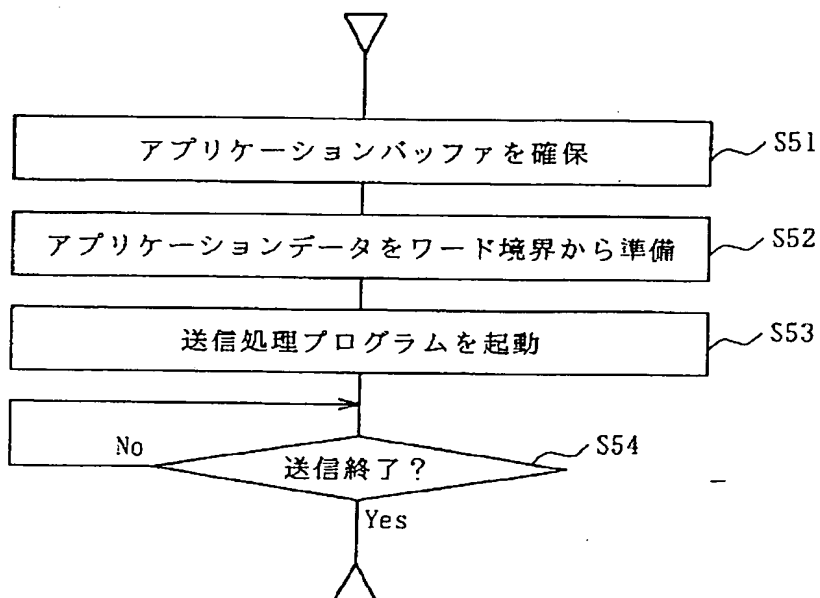 アプリケーションバッファを確保 S51
アプリケーションデータをワード境界から準備 S52
送信処理プログラムを起動 S53
No 送信終了? S54
Yes